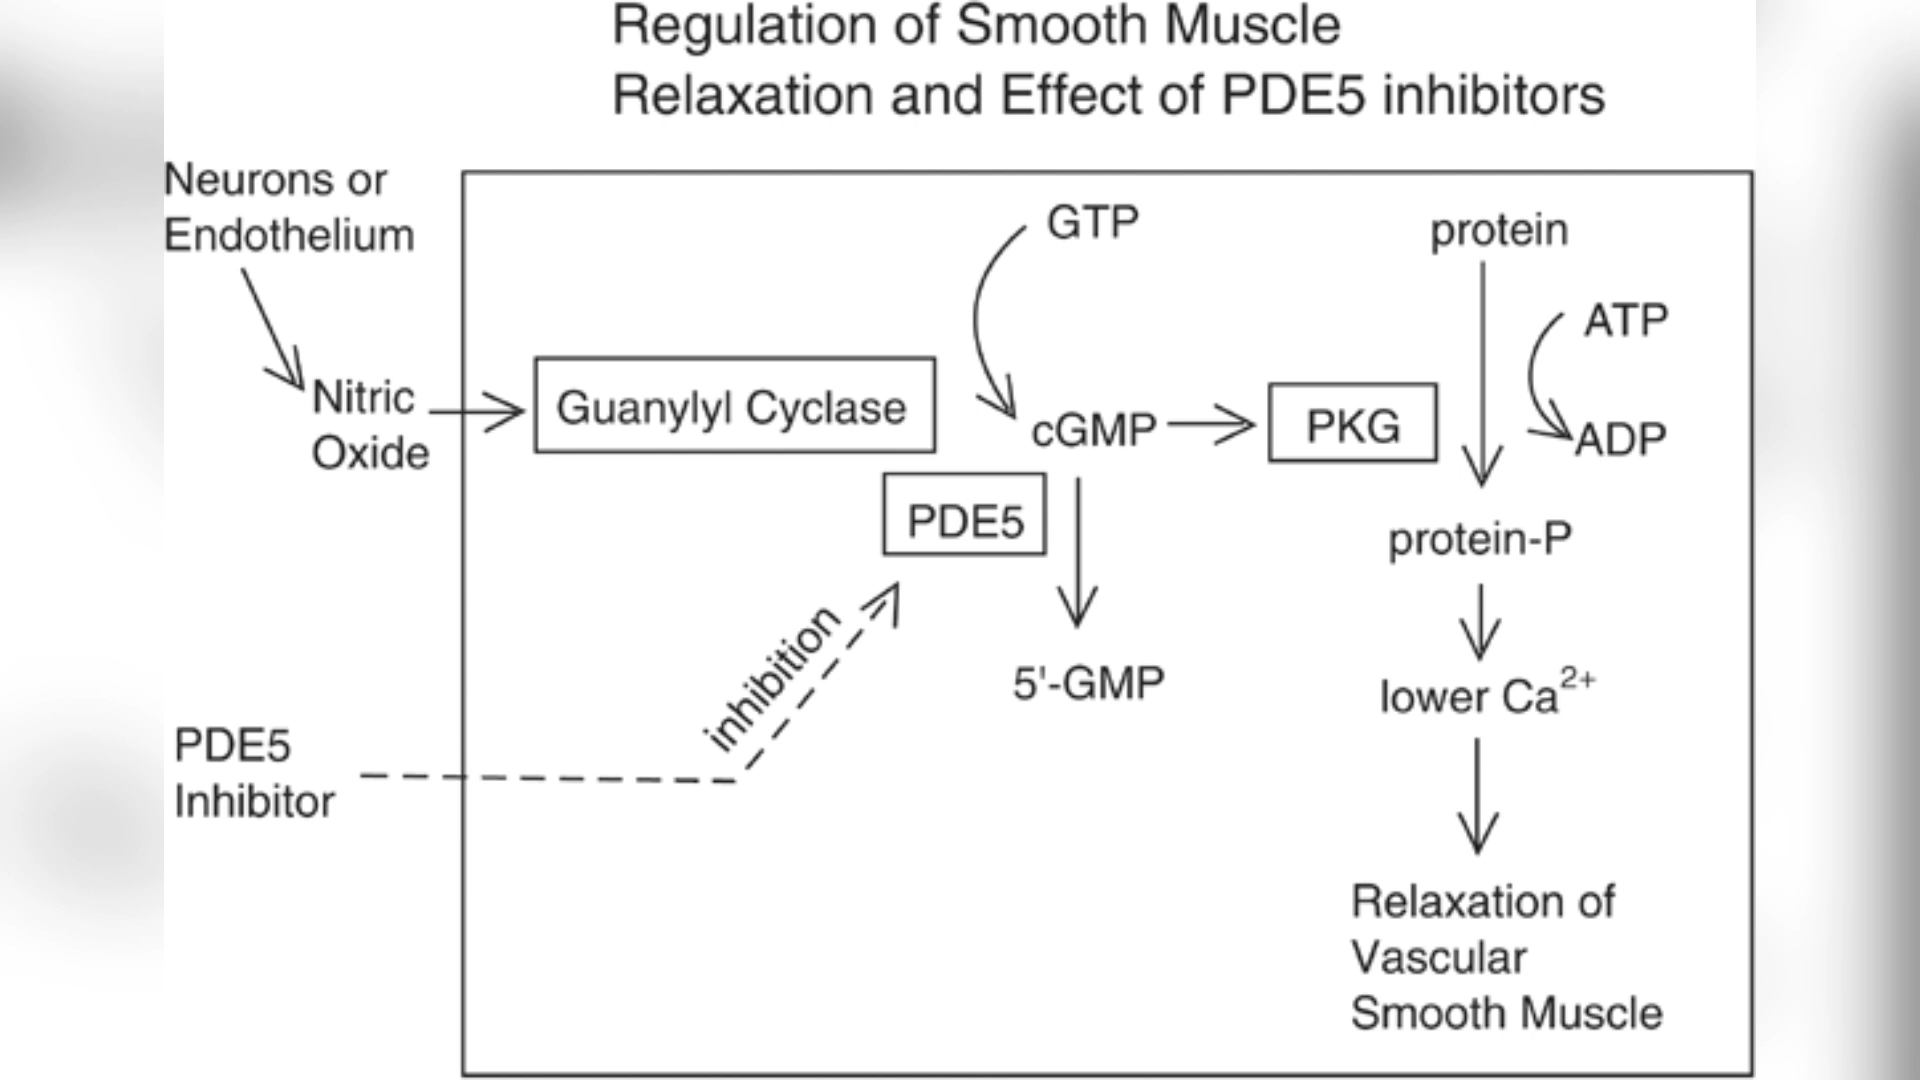 Regulation of Smooth Muscle
Relaxation and Effect of PDE5 inhibitors
Neurons or
Endothelium
Nitric
Oxide
Guanylyl Cyclase
GTP
cGMP
PKG
protein
ATP
ADP
PDE5
protein-P
inhibition
5'-GMP
lower Ca²⁺
PDE5
Inhibitor
Relaxation of
Vascular
Smooth Muscle